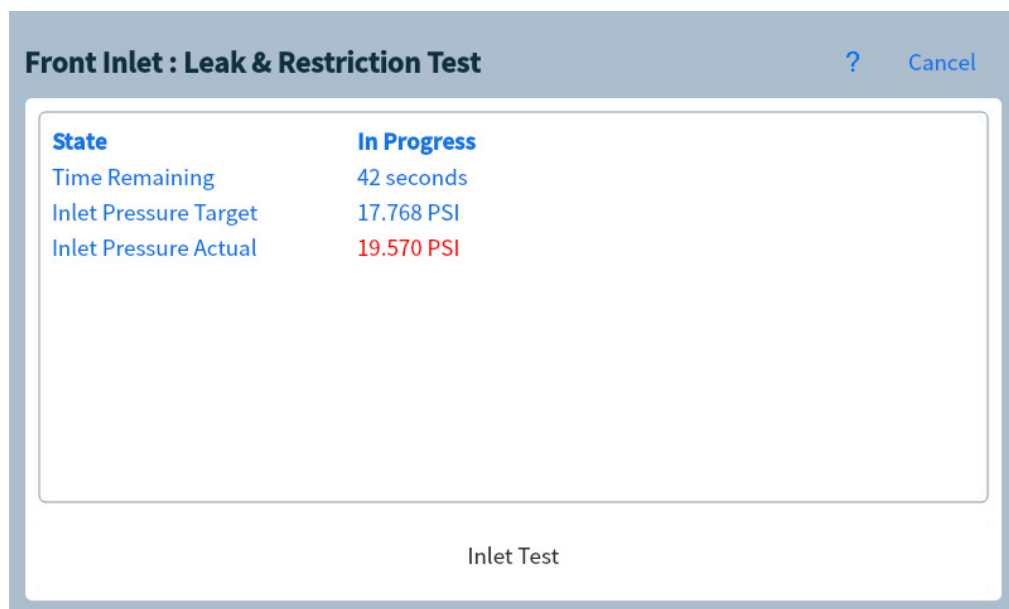 Front Inlet : Leak & Restriction Test ? Cancel
State In Progress
Time Remaining 42 seconds
Inlet Pressure Target 17.768 PSI
Inlet Pressure Actual 19.570 PSI
Inlet Test